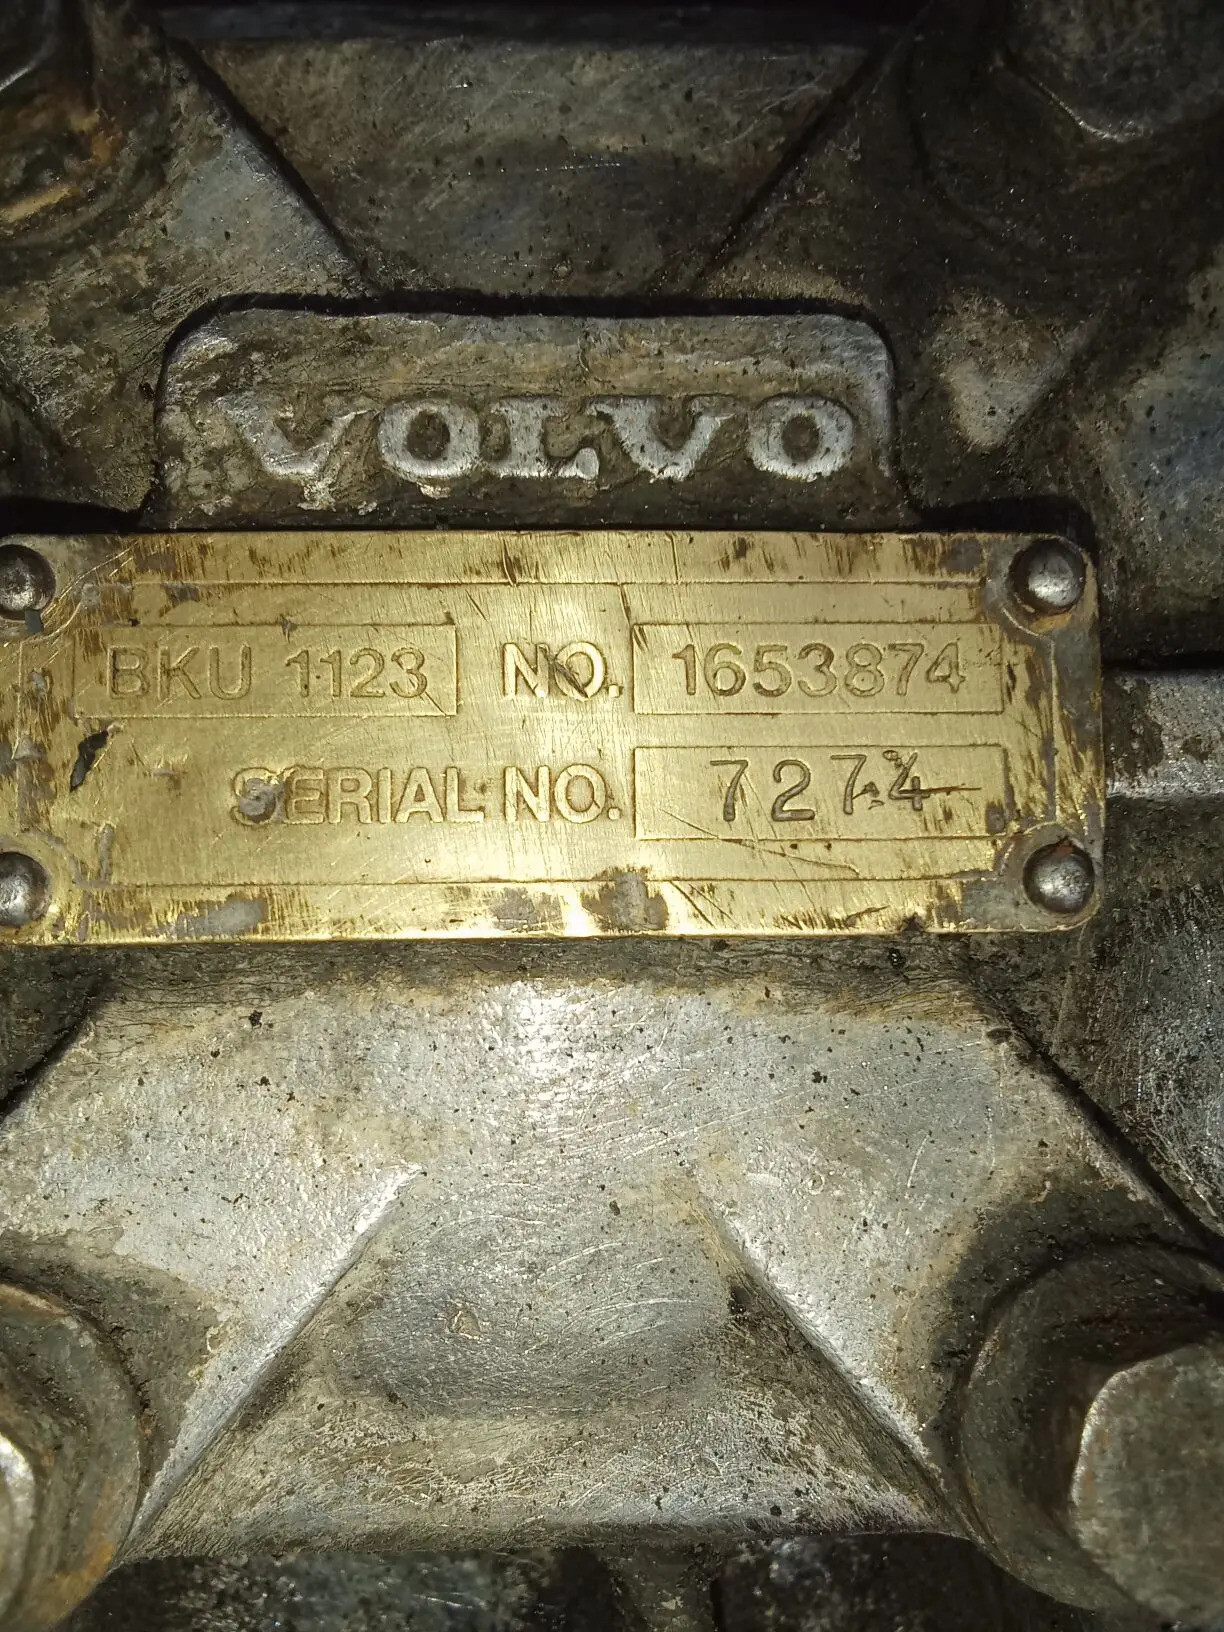 VOLVO
BKU 1123 NO. 1653874
SERIAL NO. 7274